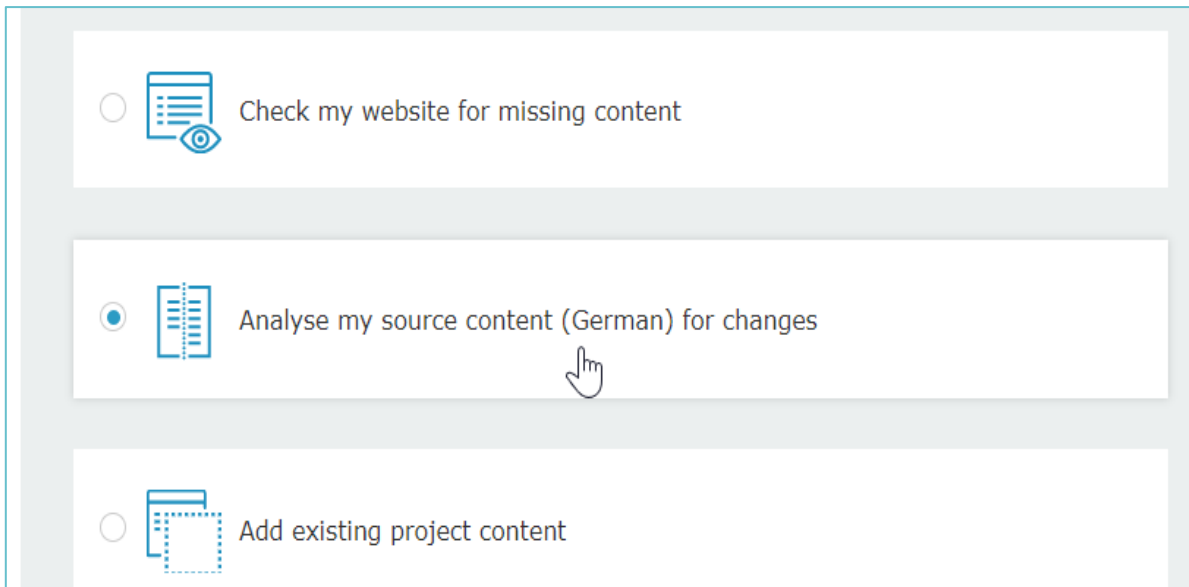 Check my website for missing content
Analyse my source content (German) for changes
Add existing project content